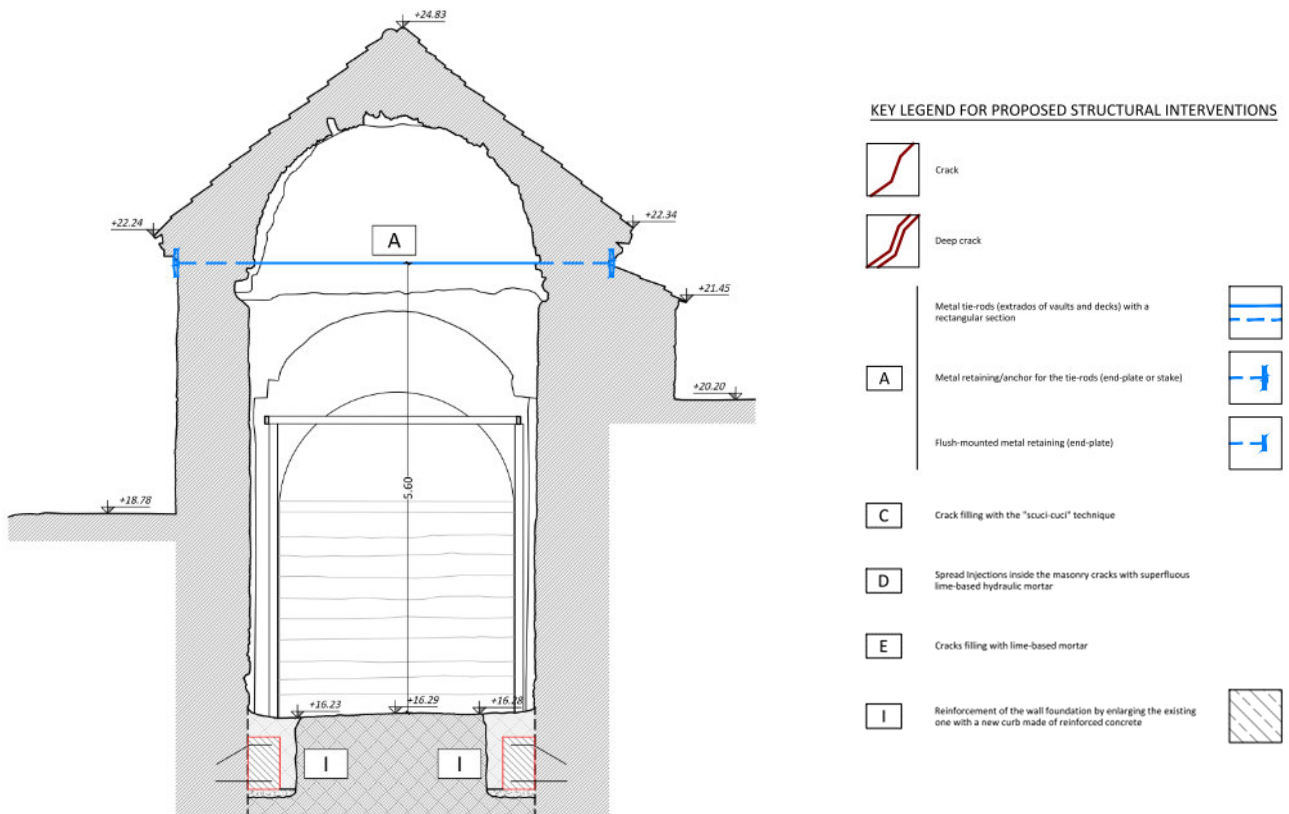 +24.83
+22.24
+22.34
A
+21.45
+20.20
5.60
+18.78
+16.23
+16.29
+16.28
I
I
KEY LEGEND FOR PROPOSED STRUCTURAL INTERVENTIONS
Crack
Deep crack
Metal tie-rods (extrados of vaults and decks) with a
rectangular section
A
Metal retaining/anchor for the tie-rods (end-plate or stake)
Flush-mounted metal retaining (end-plate)
C
Crack filling with the "scuci-cuci" technique
D
Spread Injections inside the masonry cracks with superfluous
lime-based hydraulic mortar
E
Cracks filling with lime-based mortar
I
Reinforcement of the wall foundation by enlarging the existing
one with a new curb made of reinforced concrete